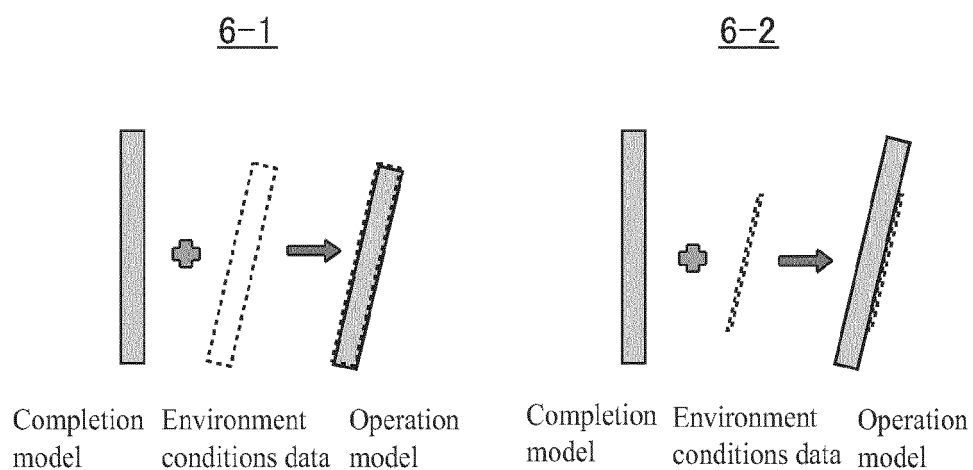 6-1
6-2
Completion model
Environment conditions data
Operation model
Completion model
Environment conditions data
Operation model